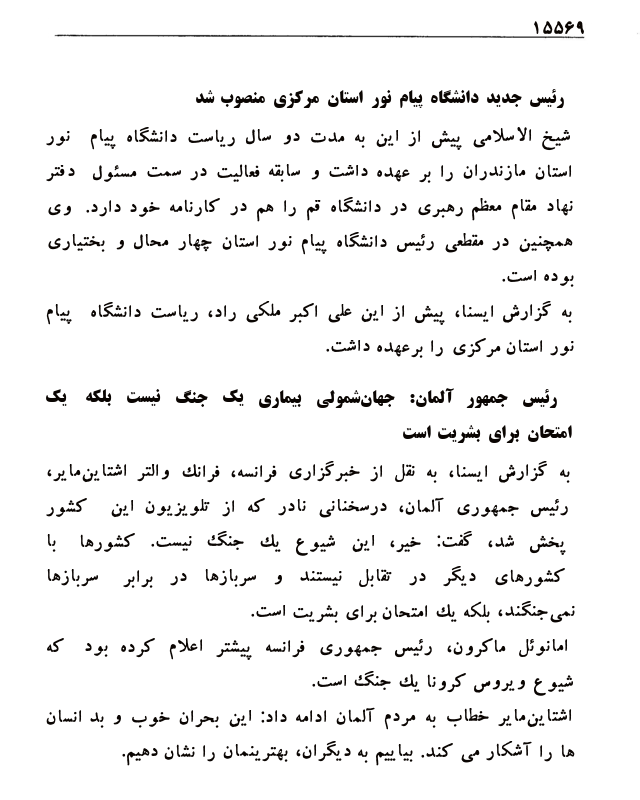 ۱۵۵۶۹
رئیس جدید دانشگاه پیام نور استان مرکزی منصوب شد
شیخ الاسلامی پیش از این به مدت دو سال ریاست دانشگاه پیام نور
استان مازندران را بر عهده داشت و سابقه فعالیت در سمت مسئول دفتر
نهاد مقام معظم رهبری در دانشگاه قم را هم در کارنامه خود دارد. وی
همچنین در مقطعی رئیس دانشگاه پیام نور استان چهار محال و بختیاری
بوده است.
به گزارش ایسنا، پیش از این علی اکبر ملکی راد، ریاست دانشگاه پیام
نور استان مرکزی را برعهده داشت.
رئیس جمهور آلمان: جهان‌شمولی بیماری یک جنگ نیست بلکه یک
امتحان برای بشریت است
به گزارش ایسنا، به نقل از خبرگزاری فرانسه، فرانك والتر اشتاین‌مایر،
رئیس جمهوری آلمان، درسخنانی نادر که از تلویزیون این کشور
پخش شد، گفت: خیر، این شیوع یك جنگ نیست. کشورها با
کشورهای دیگر در تقابل نیستند و سربازها در برابر سربازها
نمی‌جنگند، بلکه یك امتحان برای بشریت است.
امانوئل ماکرون، رئیس جمهوری فرانسه پیشتر اعلام کرده بود که
شیوع ویروس کرونا یك جنگ است.
اشتاین‌مایر خطاب به مردم آلمان ادامه داد: این بحران خوب و بد انسان
ها را آشکار می کند. بیاییم به دیگران، بهترینمان را نشان دهیم.